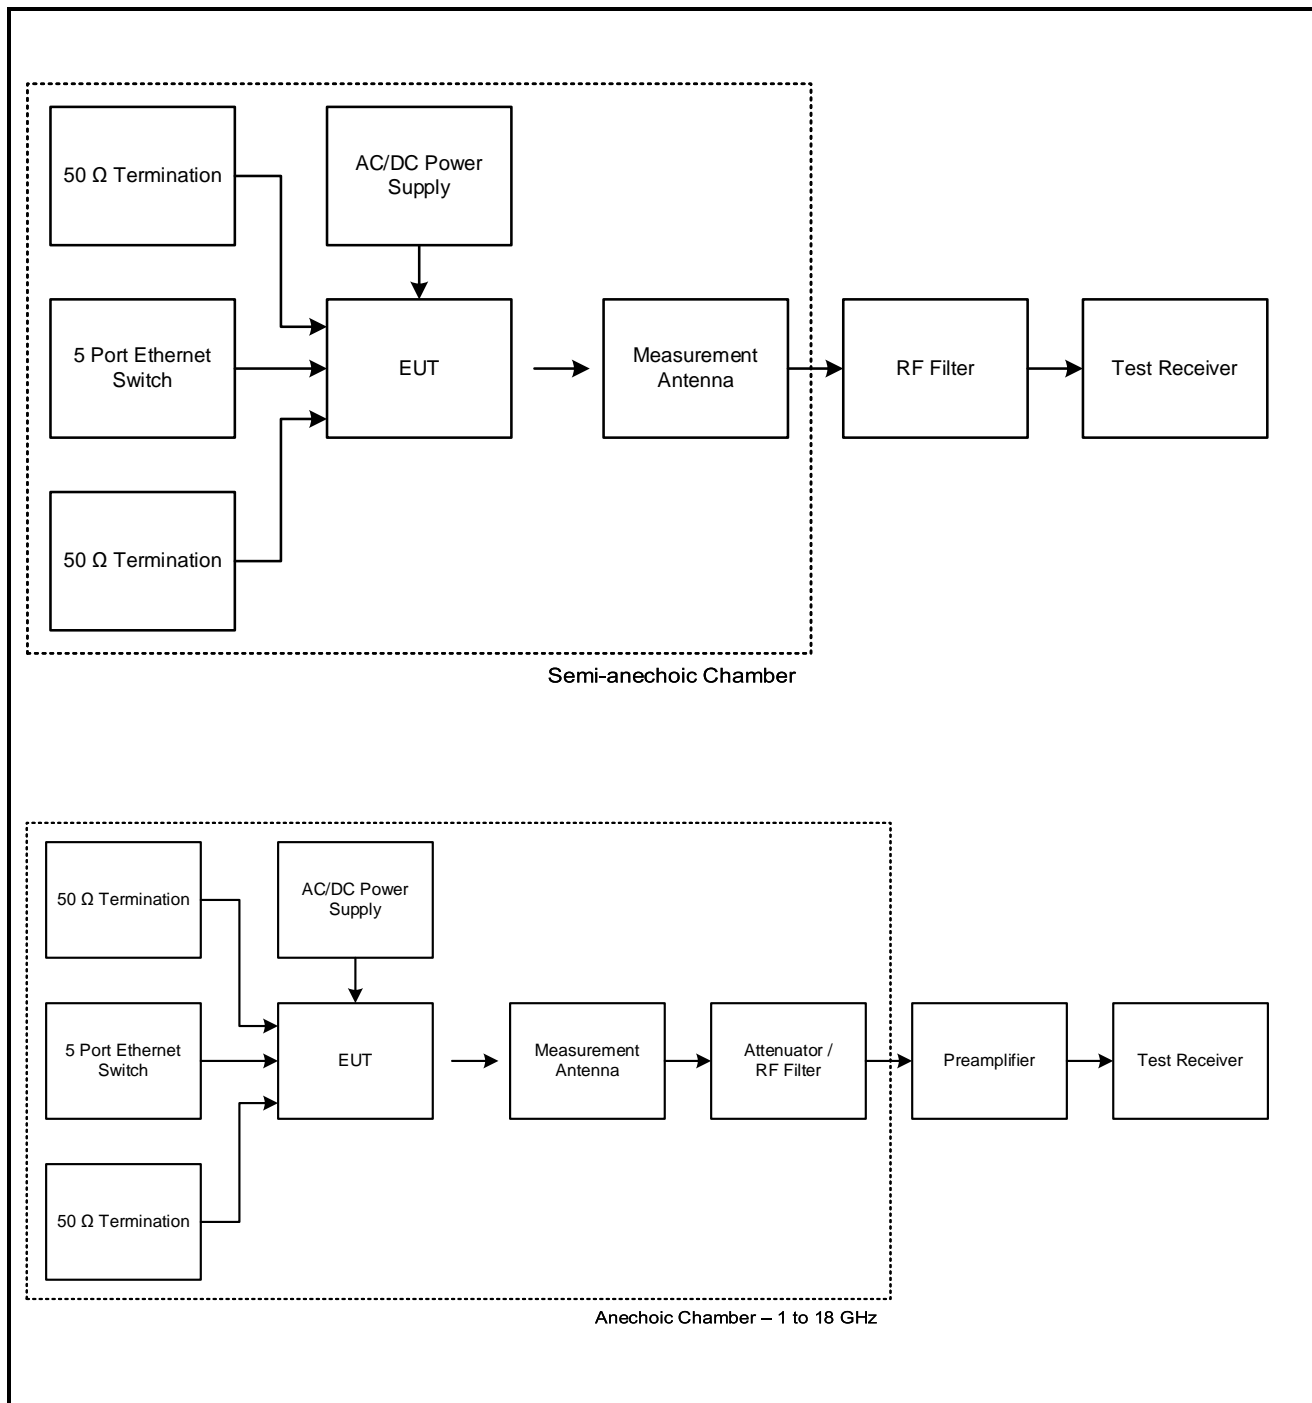 50 Ω Termination
AC/DC Power
Supply
5 Port Ethernet
Switch
EUT
Measurement
Antenna
RF Filter
Test Receiver
50 Ω Termination
Semi-anechoic Chamber
50 Ω Termination
AC/DC Power
Supply
5 Port Ethernet
Switch
EUT
Measurement
Antenna
Attenuator /
RF Filter
Preamplifier
Test Receiver
50 Ω Termination
Anechoic Chamber – 1 to 18 GHz